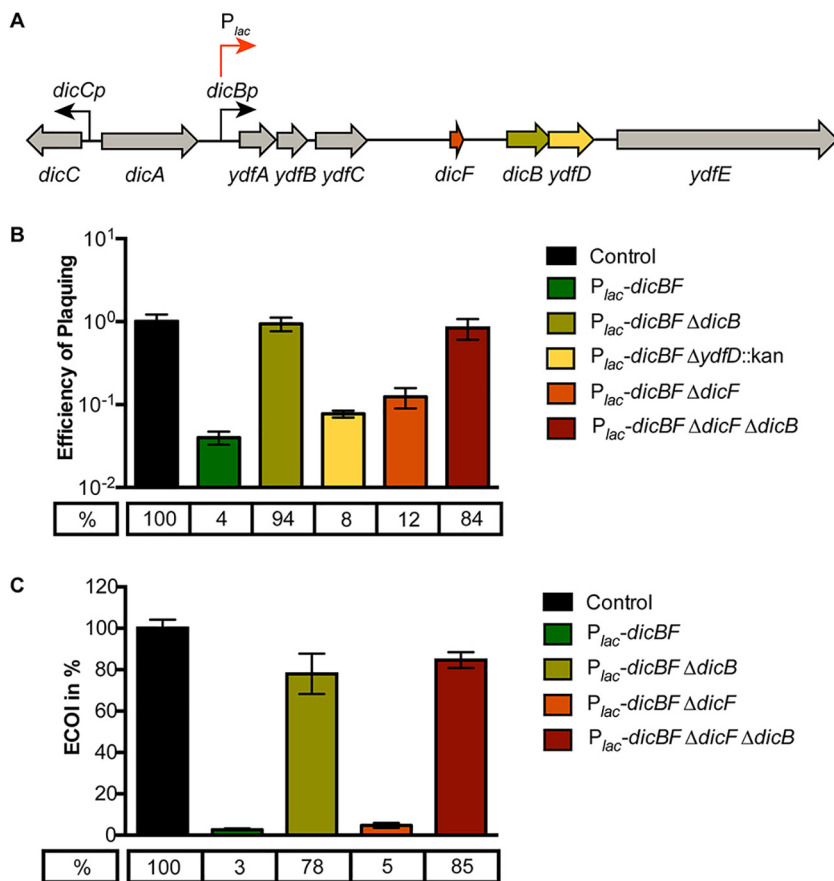 A
P_lac
dicCp
dicBp
dicC
dicA
ydfA
ydfB
ydfC
dicF
dicB
ydfD
ydfE
B
Efficiency of Plaquing
10^1
10^0
10^-1
10^-2
% 100 4 94 8 12 84
Control
P_lac-dicBF
P_lac-dicBF ΔdicB
P_lac-dicBF ΔydfD::kan
P_lac-dicBF ΔdicF
P_lac-dicBF ΔdicF ΔdicB
C
ECOI in %
120
100
80
60
40
20
0
% 100 3 78 5 85
Control
P_lac-dicBF
P_lac-dicBF ΔdicB
P_lac-dicBF ΔdicF
P_lac-dicBF ΔdicF ΔdicB